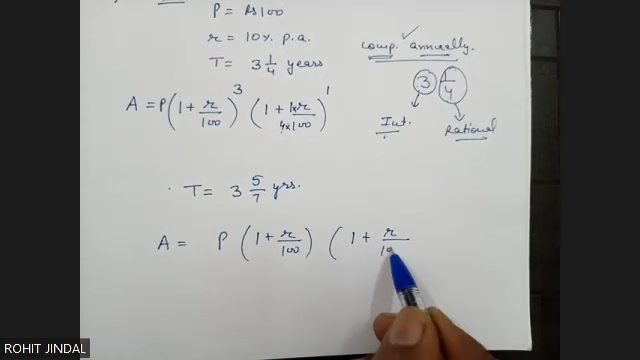 P = Rs100
r = 10%. p.a.
T = 3 1/4 years
comp. annually.
3 1/4
Int. Rational
A = P(1 + r/100)^3 (1 + 1×r/4×100)^1
T = 3 5/7 yrs.
A = P (1 + r/100) (1 + r/10
ROHIT JINDAL